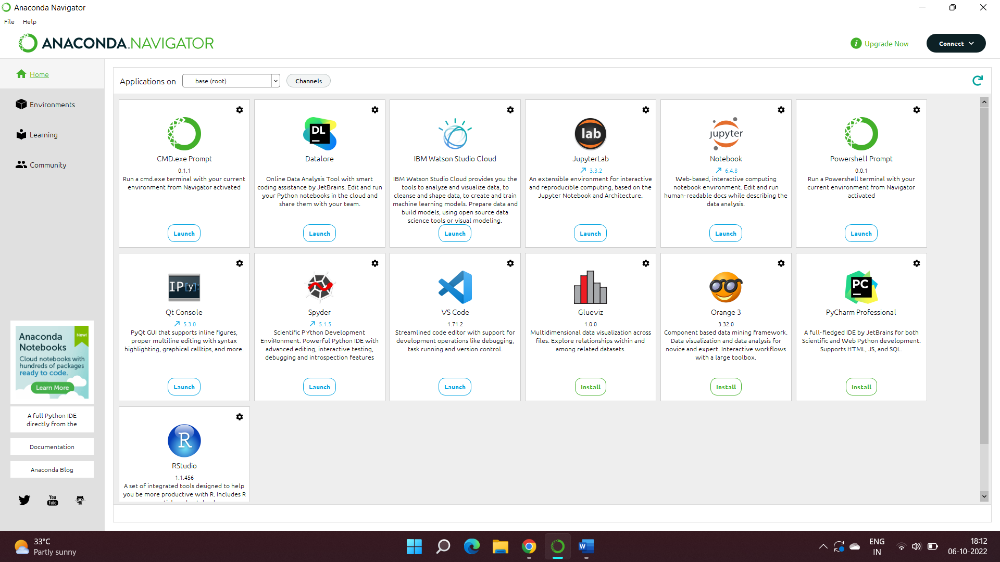 Anaconda Navigator
File Help
ANACONDA.NAVIGATOR
i Upgrade Now Connect
Home
Environments
Learning
Community
Applications on base (root) Channels
CMD.exe Prompt
0.1.1
Run a cmd.exe terminal with your current
environment from Navigator activated
Launch
DL
Datalore
Online Data Analysis Tool with smart
coding assistance by JetBrains. Edit and run
your Python notebooks in the cloud and
share them with your team.
Launch
IBM Watson Studio Cloud
IBM Watson Studio Cloud provides you the
tools to analyze and visualize data, to
cleanse and shape data, to create and train
machine learning models. Prepare data and
build models, using open source data
science tools or visual modeling.
Launch
lab
JupyterLab
3.3.2
An extensible environment for interactive
and reproducible computing, based on the
Jupyter Notebook and Architecture.
Launch
jupyter
Notebook
6.4.8
Web-based, interactive computing
notebook environment. Edit and run
human-readable docs while describing the
data analysis.
Launch
Powershell Prompt
0.0.1
Run a Powershell terminal with your
current environment from Navigator
activated
Launch
IP[y]:
Qt Console
5.3.0
PyQt GUI that supports inline figures,
proper multiline editing with syntax
highlighting, graphical calltips, and more.
Launch
Spyder
5.1.5
Scientific PYthon Development
EnviRonment. Powerful Python IDE with
advanced editing, interactive testing,
debugging and introspection features
Launch
VS Code
1.71.2
Streamlined code editor with support for
development operations like debugging,
task running and version control.
Launch
Glueviz
1.0.0
Multidimensional data visualization across
files. Explore relationships within and
among related datasets.
Install
Orange 3
3.32.0
Component based data mining framework.
Data visualization and data analysis for
novice and expert. Interactive workflows
with a large toolbox.
Install
PC
PyCharm Professional
A full-fledged IDE by JetBrains for both
Scientific and Web Python development.
Supports HTML, JS, and SQL.
Install
R
RStudio
1.1.456
A set of integrated tools designed to help
you be more productive with R. Includes R
New!
Anaconda
Notebooks
Cloud notebooks with
hundreds of packages
ready to code.
Learn More
A full Python IDE
directly from the
Documentation
Anaconda Blog
You
Tube
33°C
Partly sunny
W
ENG
IN
18:12
06-10-2022